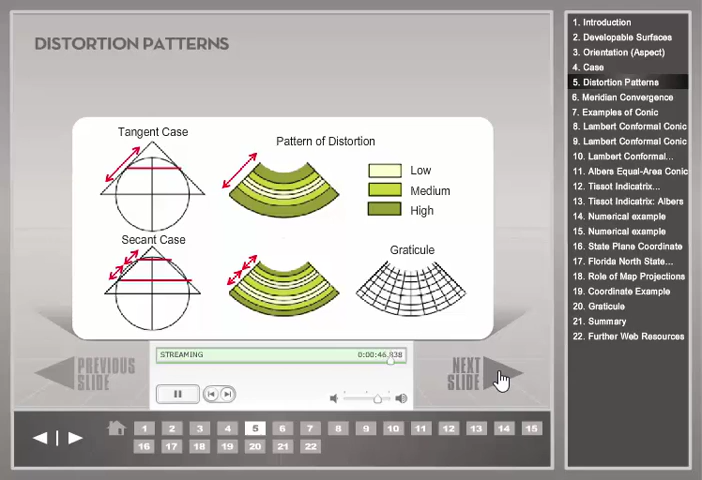 DISTORTION PATTERNS
Tangent Case
Pattern of Distortion
Low
Medium
High
Secant Case
Graticule
PREVIOUS
SLIDE
STREAMING 0:00:46.838
NEXT
SLIDE
1 2 3 4 5 6 7 8 9 10 11 12 13 14 15
16 17 18 19 20 21 22
1. Introduction
2. Developable Surfaces
3. Orientation (Aspect)
4. Case
5. Distortion Patterns
6. Meridian Convergence
7. Examples of Conic
8. Lambert Conformal Conic
9. Lambert Conformal Conic
10. Lambert Conformal...
11. Albers Equal-Area Conic
12. Tissot Indicatrix...
13. Tissot Indicatrix: Albers
14. Numerical example
15. Numerical example
16. State Plane Coordinate
17. Florida North State...
18. Role of Map Projections
19. Coordinate Example
20. Graticule
21. Summary
22. Further Web Resources